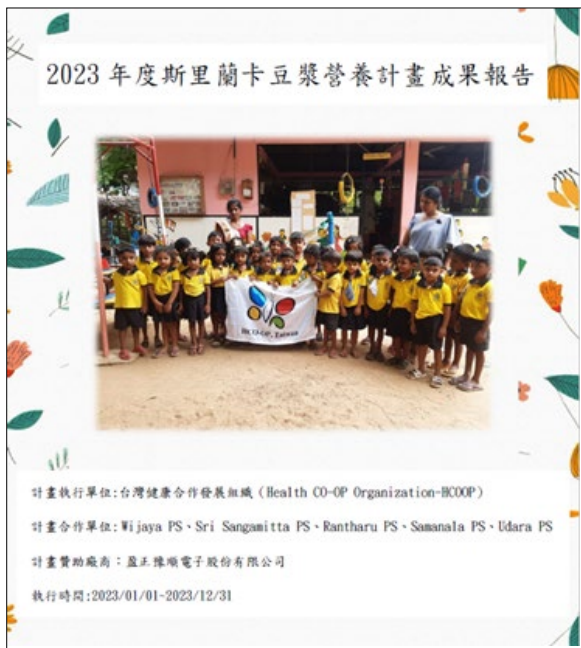 2023 年度斯里蘭卡豆漿營養計畫成果報告
HCO-OP, Taiwan
計畫執行單位:台灣健康合作發展組織 (Health CO-OP Organization-HCOOP)
計畫合作單位:Wijaya PS、Sri Sangamitta PS、Rantharu PS、Samanala PS、Udara PS
計畫贊助廠商:盈正豫順電子股份有限公司
執行時間:2023/01/01-2023/12/31